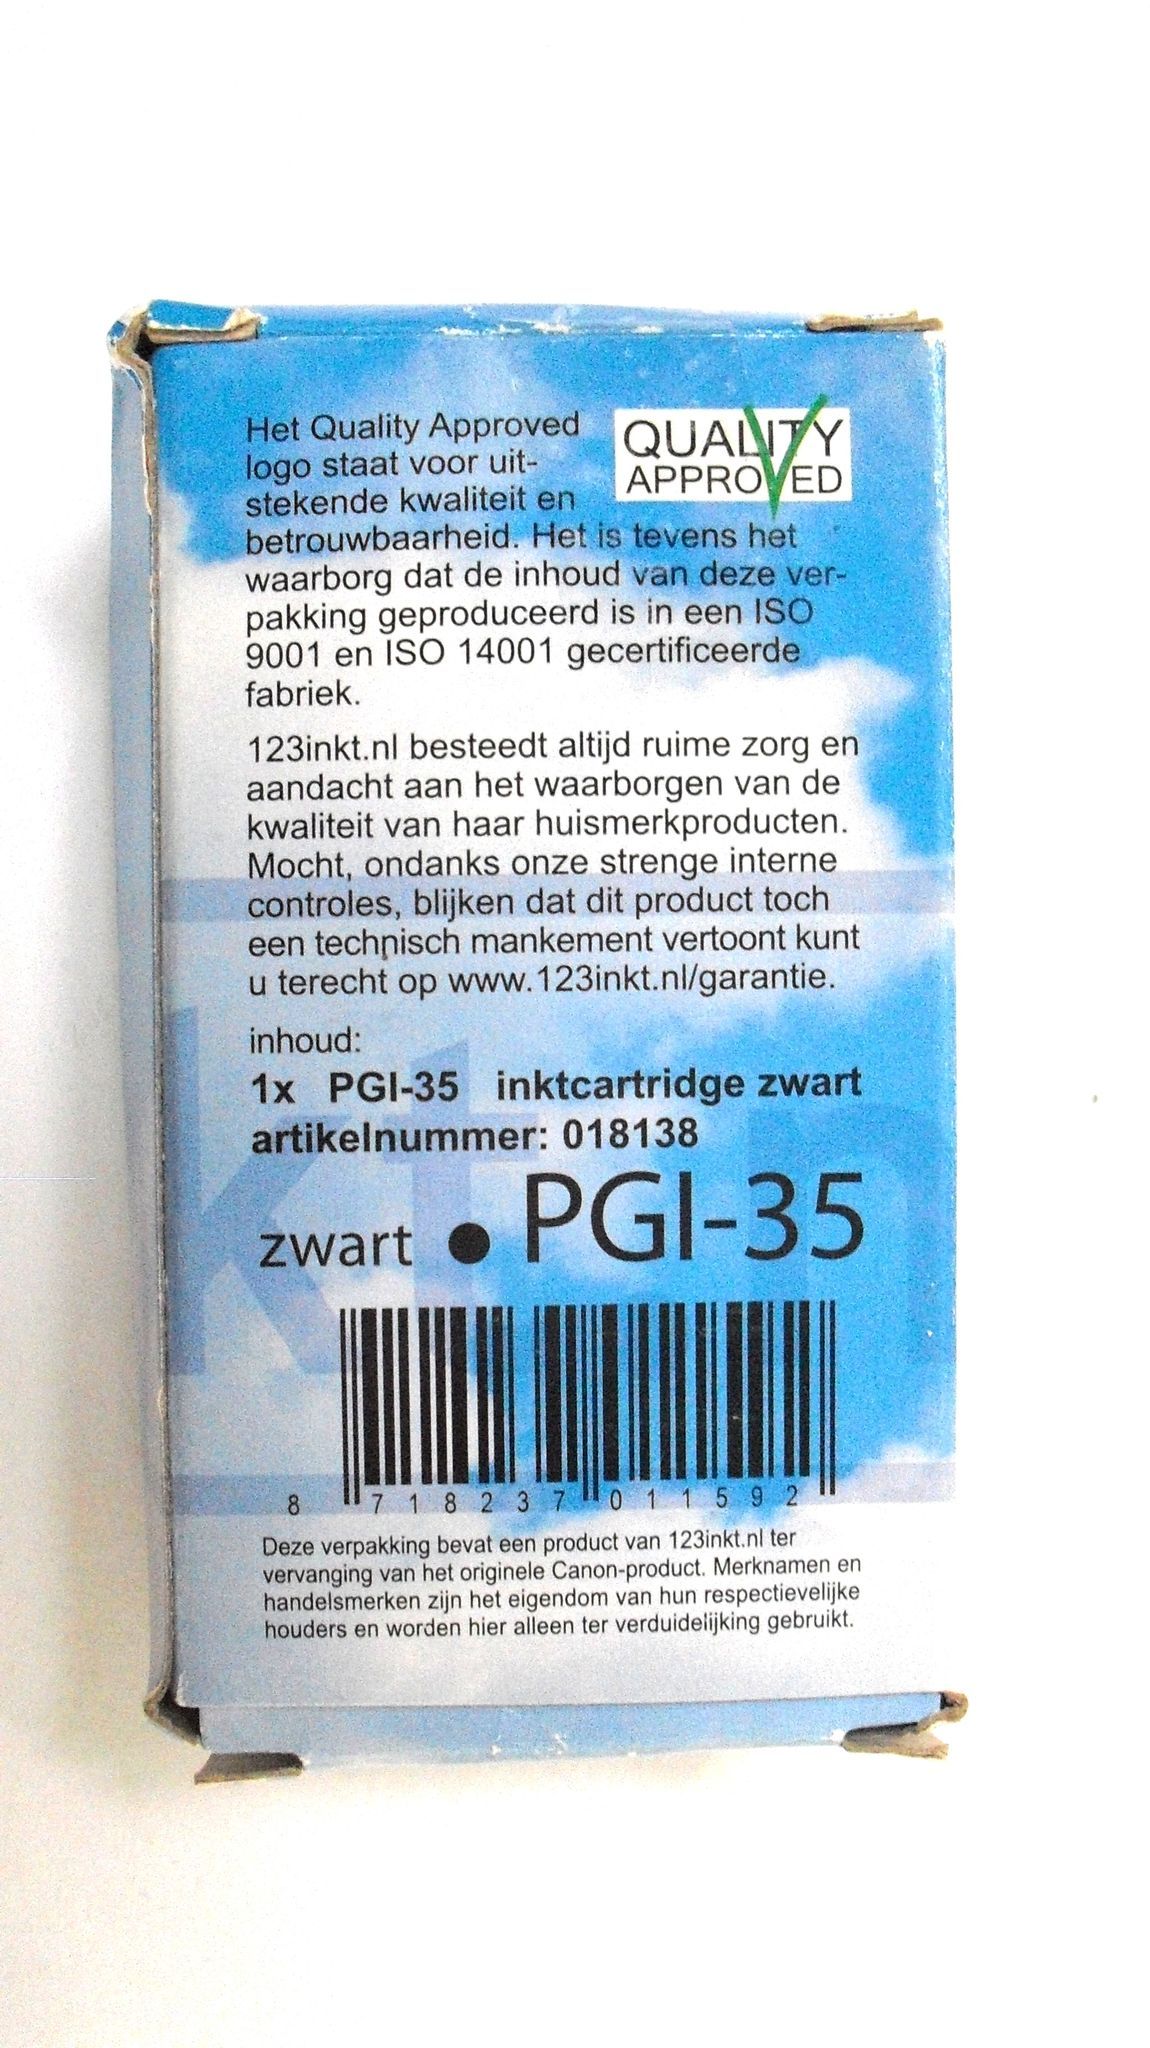 Het Quality Approved
logo staat voor uit-
stekende kwaliteit en
betrouwbaarheid. Het is tevens het
waarborg dat de inhoud van deze ver-
pakking geproduceerd is in een ISO
9001 en ISO 14001 gecertificeerde
fabriek.
QUALITY
APPROVED
123inkt.nl besteedt altijd ruime zorg en
aandacht aan het waarborgen van de
kwaliteit van haar huismerkproducten.
Mocht, ondanks onze strenge interne
controles, blijken dat dit product toch
een technisch mankement vertoont kunt
u terecht op www.123inkt.nl/garantie.
inhoud:
1x PGI-35 inktcartridge zwart
artikelnummer: 018138
zwart ● PGI-35
8 718237 011592
Deze verpakking bevat een product van 123inkt.nl ter
vervanging van het originele Canon-product. Merknamen en
handelsmerken zijn het eigendom van hun respectievelijke
houders en worden hier alleen ter verduidelijking gebruikt.
kt.n